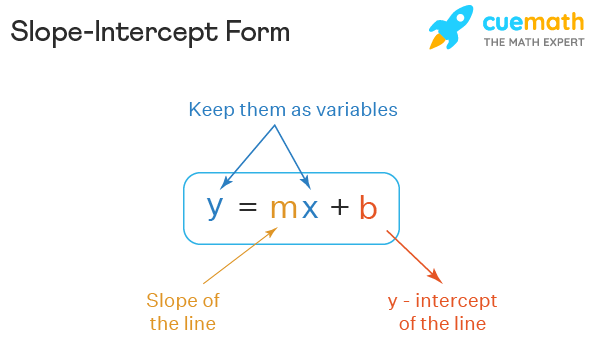 Slope-Intercept Form
cuemath
THE MATH EXPERT
Keep them as variables
y = mx + b
Slope of
the line
y - intercept
of the line